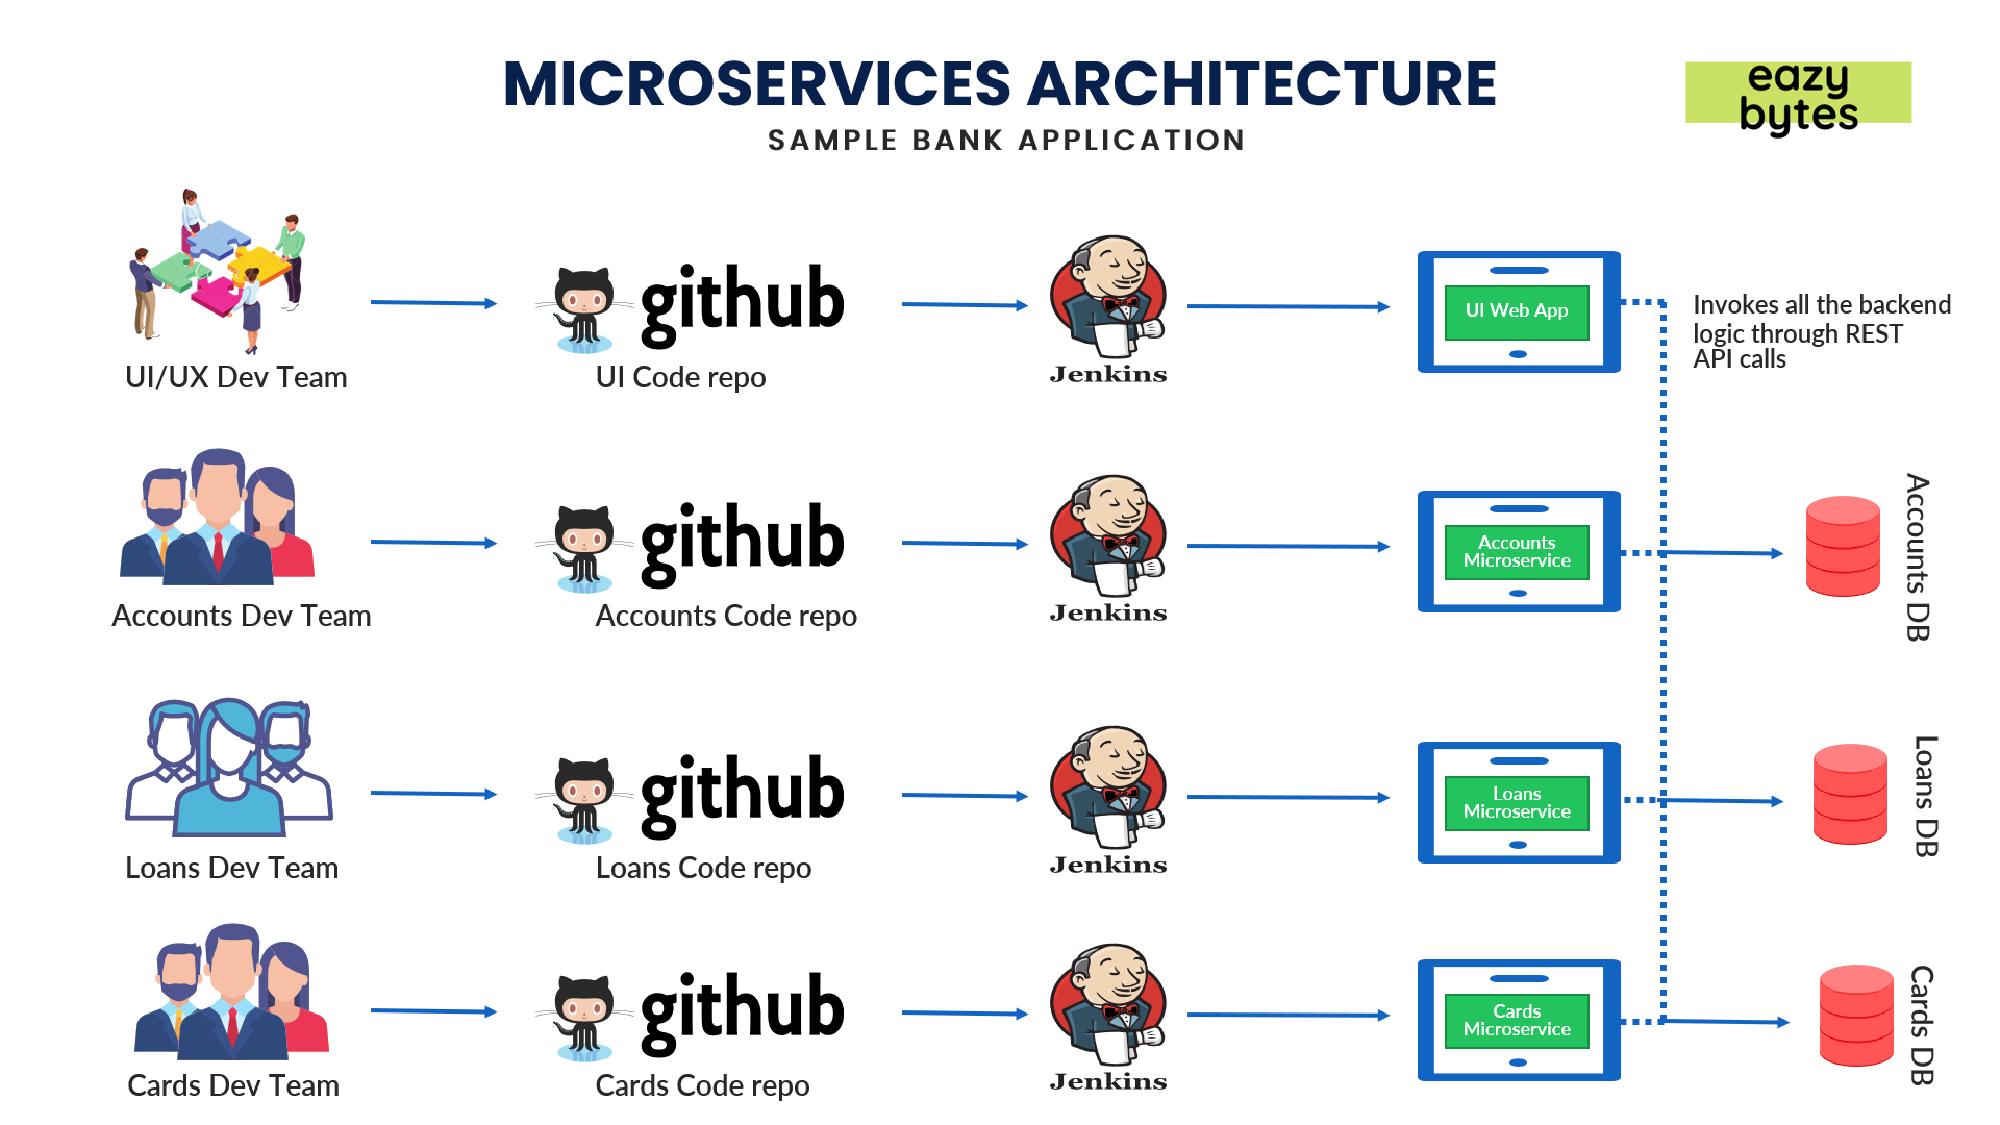 MICROSERVICES ARCHITECTURE
SAMPLE BANK APPLICATION
eazy
bytes
github
UI Code repo
UI/UX Dev Team
Jenkins
UI Web App
Invokes all the backend
logic through REST
API calls
Accounts Dev Team
github
Accounts Code repo
Jenkins
Accounts
Microservice
Accounts DB
Loans Dev Team
github
Loans Code repo
Jenkins
Loans
Microservice
Loans DB
Cards Dev Team
github
Cards Code repo
Jenkins
Cards
Microservice
Cards DB